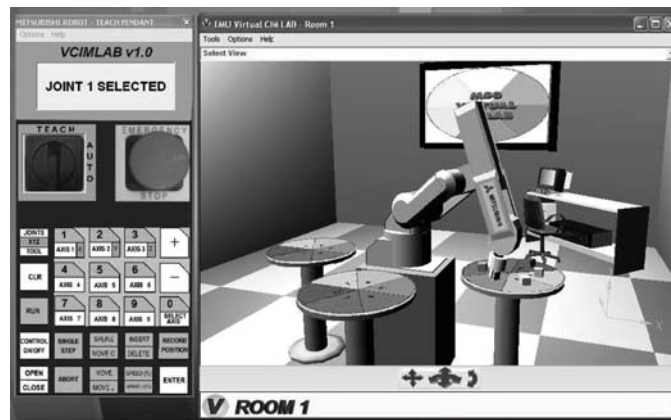 MITSUBISHI ROBOT - TEACH PENDANT
Options Help
VCIMLAB v1.0
JOINT 1 SELECTED
TEACH
AUTO
EMERGENCY
STOP
JOINTS
XYZ
TOOL
1
AXIS 1 X
2
AXIS 2 Y
3
AXIS 3 Z
+
CLR
4
AXIS 4
5
AXIS 5
6
AXIS 6
-
RUN
7
AXIS 7
8
AXIS 8
9
AXIS 9
0
SELECT
AXIS
CONTROL
ON/OFF
SINGLE
STEP
SPLINE
MOVE C
INSERT
DELETE
RECORD
POSITION
OPEN
CLOSE
ABORT
MOVE
MOVE L
SPEED (%)
ENTER
EMU Virtual CIM LAB - Room 1
Tools Options Help
Select View
VIRTUAL
LAB
MITSUBISHI
V ROOM 1